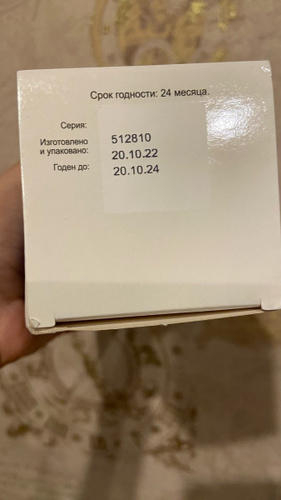 Срок годности: 24 месяца.
Серия: 512810
Изготовлено
и упаковано: 20.10.22
Годен до: 20.10.24